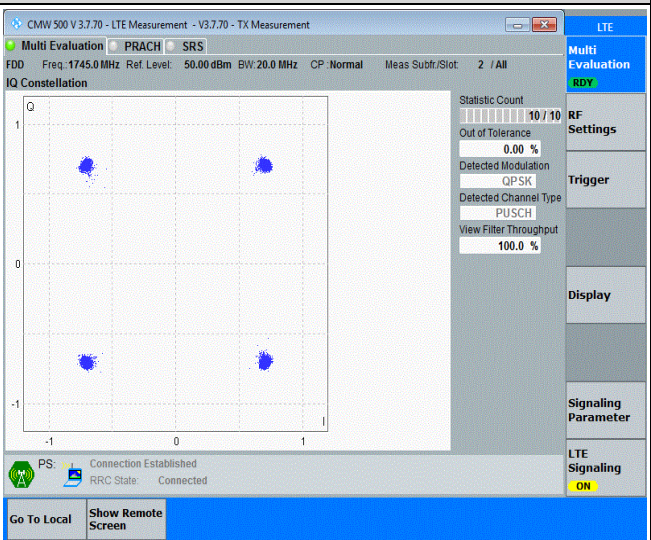 CMW 500 V 3.7.70 - LTE Measurement - V3.7.70 - TX Measurement
LTE
Multi Evaluation PRACH SRS
FDD Freq.:1745.0 MHz Ref. Level: 50.00 dBm BW:20.0 MHz CP :Normal Meas Subfr./Slot: 2 / All
IQ Constellation
Q
1
0
-1
-1 0 1
I
Statistic Count
10 / 10
Out of Tolerance
0.00 %
Detected Modulation
QPSK
Detected Channel Type
PUSCH
View Filter Throughput
100.0 %
Multi
Evaluation
RDY
RF
Settings
Trigger
Display
Signaling
Parameter
LTE
Signaling
ON
PS: Connection Established
RRC State: Connected
Go To Local
Show Remote
Screen